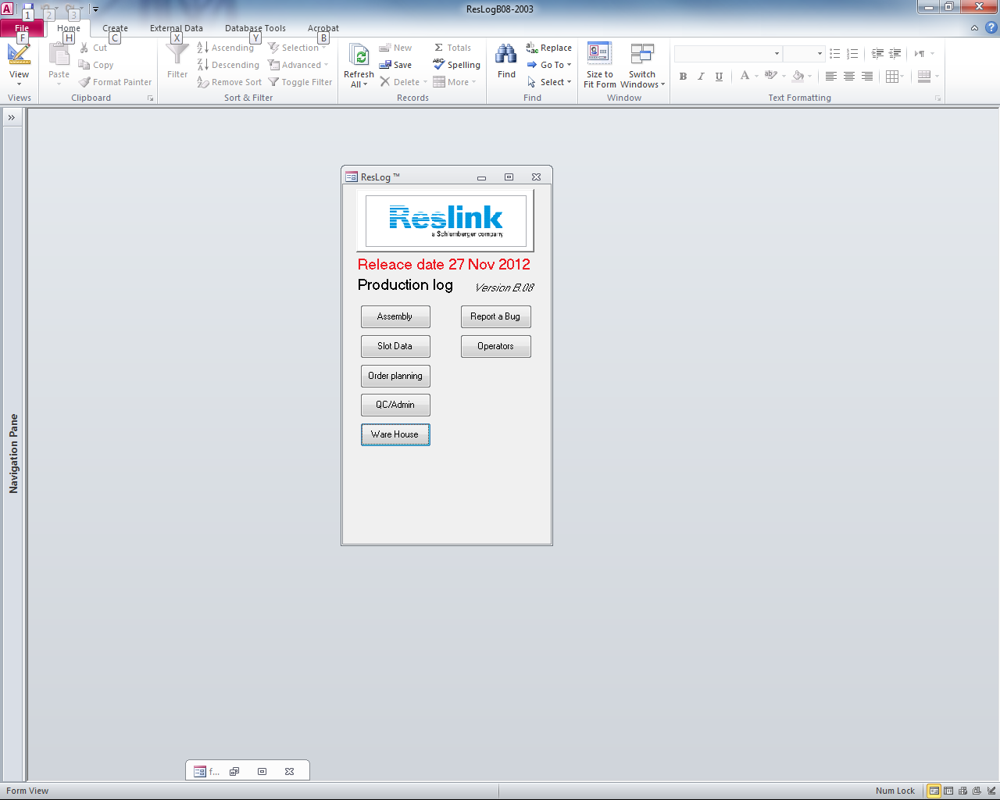 ResLogB08-2003
1 2 3
File Home Create External Data Database Tools Acrobat
F H C X Y B
View
Views
Paste
Cut
Copy
Format Painter
Clipboard
Filter
Ascending
Descending
Remove Sort
Selection
Advanced
Toggle Filter
Sort & Filter
Refresh
All
New
Save
Delete
Totals
Spelling
More
Records
Find
Replace
Go To
Select
Find
Size to
Fit Form
Switch
Windows
Window
B I U A
Text Formatting
Navigation Pane
ResLog ™
Reslink
a Schlumberger company
Releace date 27 Nov 2012
Production log Version B.08
Assembly Report a Bug
Slot Data Operators
Order planning
QC/Admin
Ware House
f...
Form View Num Lock